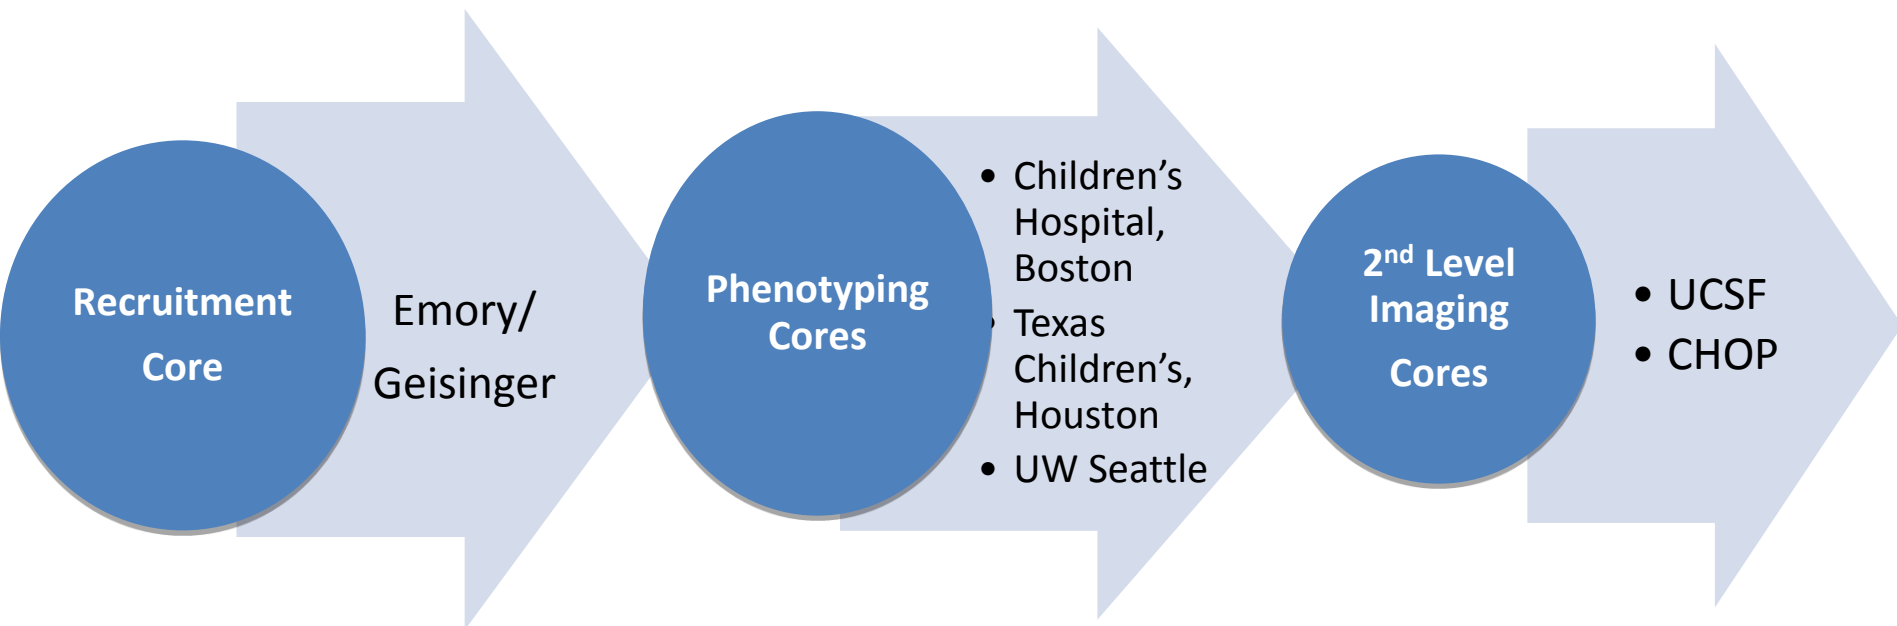 Recruitment
Core
Emory/
Geisinger
Phenotyping
Cores
• Children’s
Hospital,
Boston
• Texas
Children’s,
Houston
• UW Seattle
2nd Level
Imaging
Cores
• UCSF
• CHOP